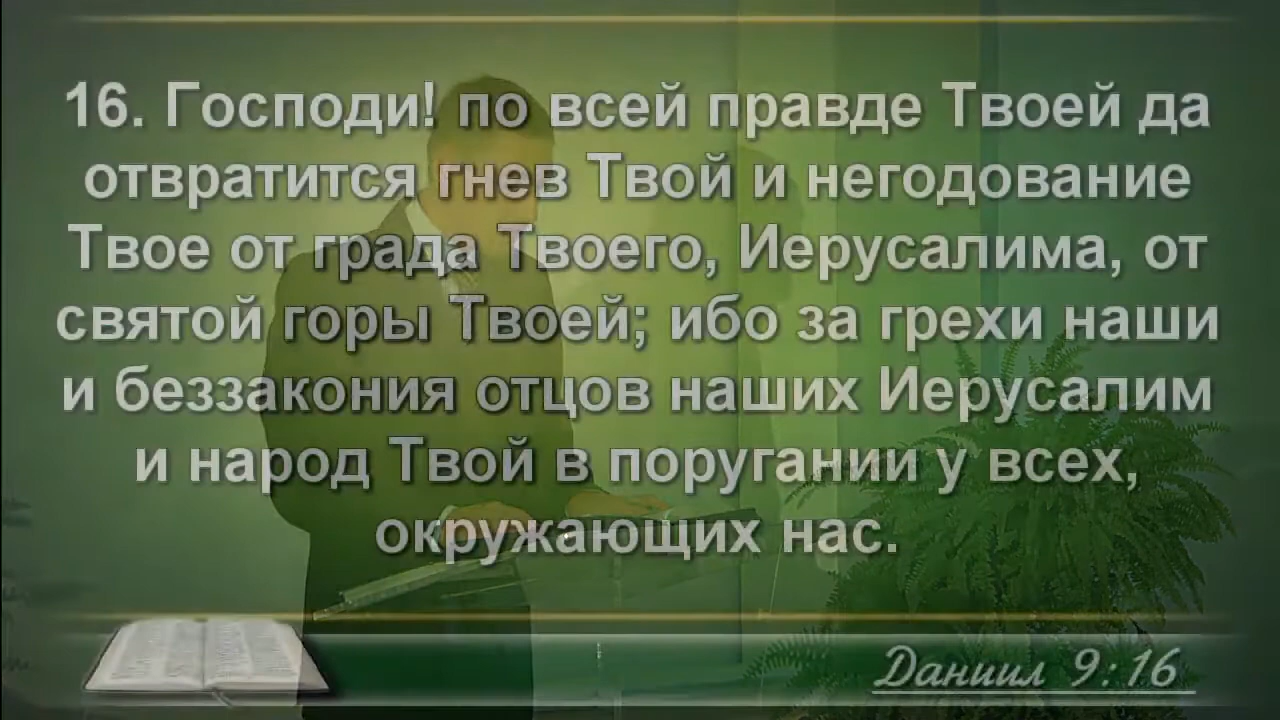 16. Господи! по всей правде Твоей да
отвратится гнев Твой и негодование
Твое от града Твоего, Иерусалима, от
святой горы Твоей; ибо за грехи наши
и беззакония отцов наших Иерусалим
и народ Твой в поругании у всех,
окружающих нас.
Даниил 9:16